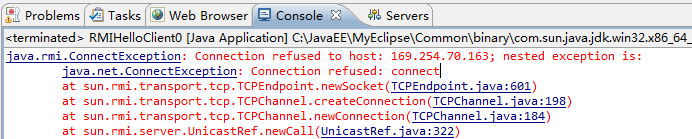 Problems Tasks Web Browser Console Servers
<terminated> RMIHelloClient0 [Java Application] C:\JavaEE\MyEclipse\Common\binary\com.sun.java.jdk.win32.x86_64_
java.rmi.ConnectException: Connection refused to host: 169.254.70.163; nested exception is:
java.net.ConnectException: Connection refused: connect
at sun.rmi.transport.tcp.TCPEndpoint.newSocket(TCPEndpoint.java:601)
at sun.rmi.transport.tcp.TCPChannel.createConnection(TCPChannel.java:198)
at sun.rmi.transport.tcp.TCPChannel.newConnection(TCPChannel.java:184)
at sun.rmi.server.UnicastRef.newCall(UnicastRef.java:322)